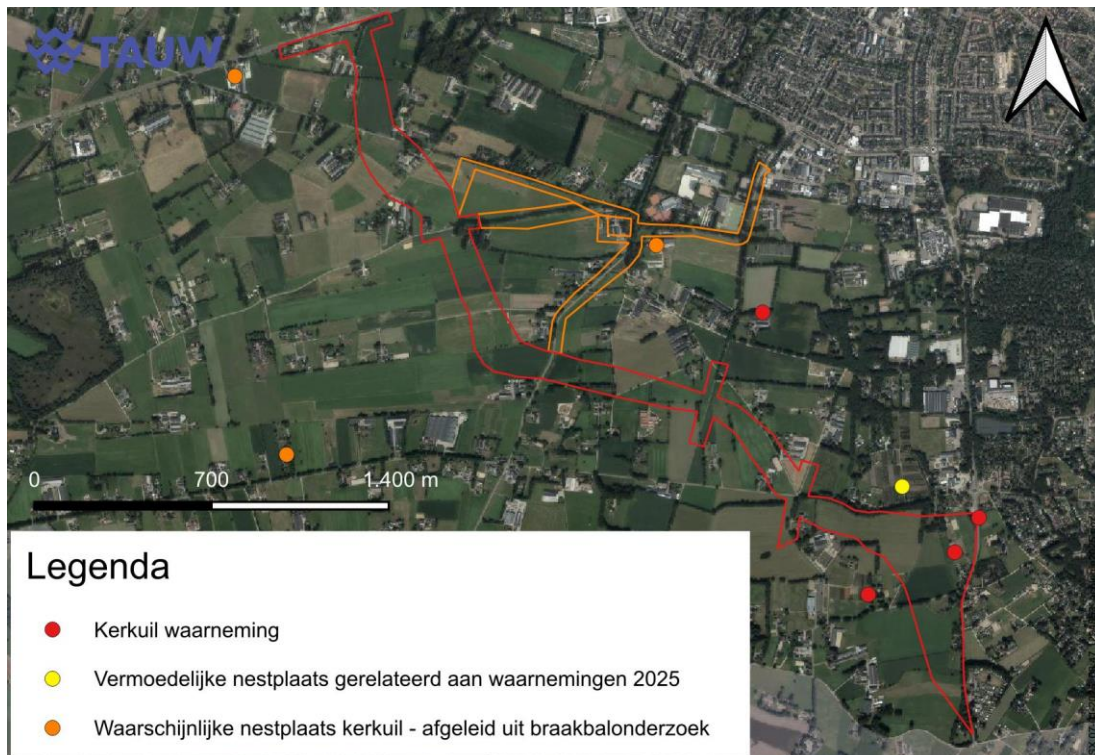 TAUW
0 700 1.400 m
Legenda
Kerkuil waarneming
Vermoedelijke nestplaats gerelateerd aan waarnemingen 2025
Waarschijnlijke nestplaats kerkuil - afgeleid uit braakbalonderzoek